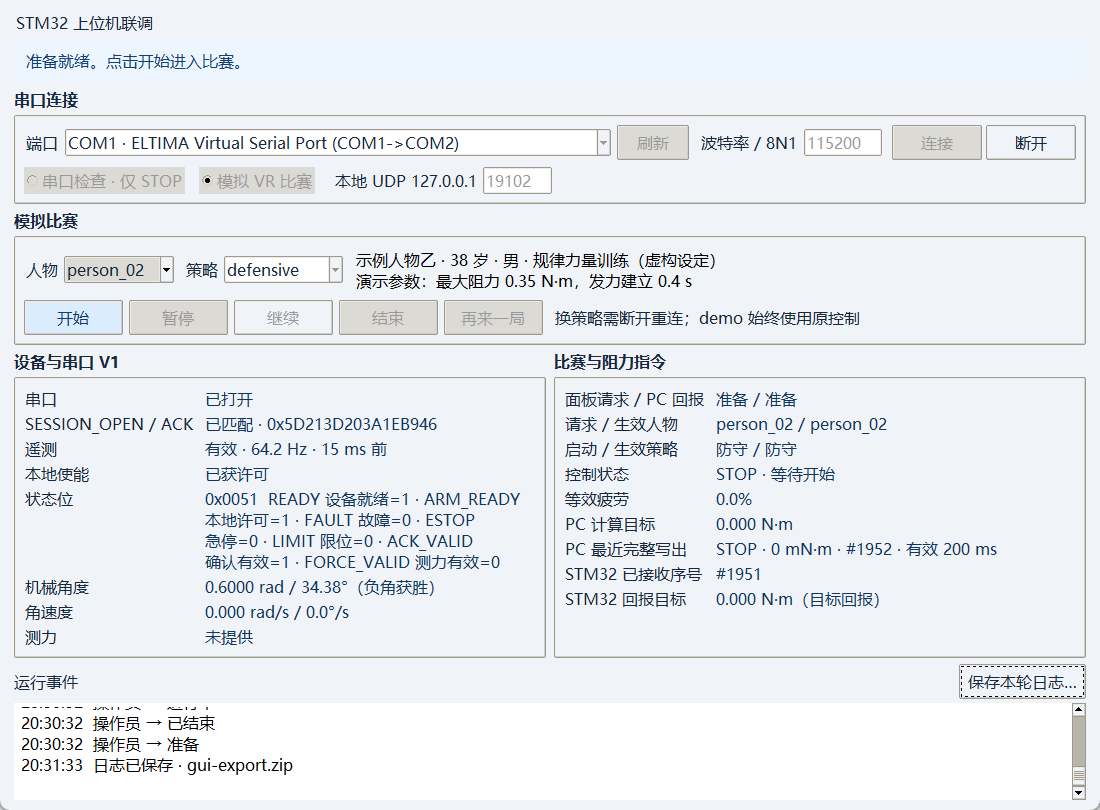 STM32 上位机联调
准备就绪。点击开始进入比赛。
串口连接
端口 COM1 · ELTIMA Virtual Serial Port (COM1->COM2) 刷新 波特率 / 8N1 115200 连接 断开
串口检查 · 仅 STOP 模拟 VR 比赛 本地 UDP 127.0.0.1 19102
模拟比赛
人物 person_02 策略 defensive
示例人物乙 · 38 岁 · 男 · 规律力量训练（虚构设定）
演示参数：最大阻力 0.35 N·m，发力建立 0.4 s
开始 暂停 继续 结束 再来一局 换策略需断开重连；demo 始终使用原控制
设备与串口 V1
串口 已打开
SESSION_OPEN / ACK 已匹配 · 0x5D213D203A1EB946
遥测 有效 · 64.2 Hz · 15 ms 前
本地使能 已获许可
状态位 0x0051 READY 设备就绪=1 · ARM_READY
本地许可=1 · FAULT 故障=0 · ESTOP
急停=0 · LIMIT 限位=0 · ACK_VALID
确认有效=1 · FORCE_VALID 测力有效=0
机械角度 0.6000 rad / 34.38°（负角获胜）
角速度 0.000 rad/s / 0.0°/s
测力 未提供
比赛与阻力指令
面板请求 / PC 回报 准备 / 准备
请求 / 生效人物 person_02 / person_02
启动 / 生效策略 防守 / 防守
控制状态 STOP · 等待开始
等效疲劳 0.0%
PC 计算目标 0.000 N·m
PC 最近完整写出 STOP · 0 mN·m · #1952 · 有效 200 ms
STM32 已接收序号 #1951
STM32 回报目标 0.000 N·m（目标回报）
运行事件 保存本轮日志...
20:30:32 操作员 → 已结束
20:30:32 操作员 → 准备
20:31:33 日志已保存 · gui-export.zip